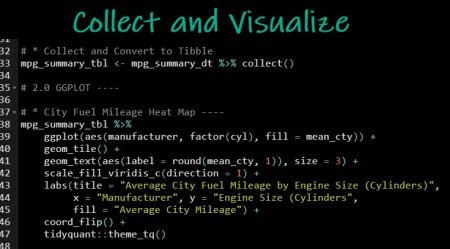 Collect and Visualize
31
32 # * Collect and Convert to Tibble
33 mpg_summary_tbl <- mpg_summary_dt %>% collect()
34
35 # 2.0 GGPLOT ----
36
37 # * City Fuel Mileage Heat Map ----
38 mpg_summary_tbl %>%
39 ggplot(aes(manufacturer, factor(cyl), fill = mean_cty)) +
40 geom_tile() +
41 geom_text(aes(label = round(mean_cty, 1)), size = 3) +
42 scale_fill_viridis_c(direction = 1) +
43 labs(title = "Average City Fuel Mileage by Engine Size (Cylinders)",
44 x = "Manufacturer", y = "Engine Size (Cylinders",
45 fill = "Average City Mileage") +
46 coord_flip() +
47 tidyquant::theme_tq()